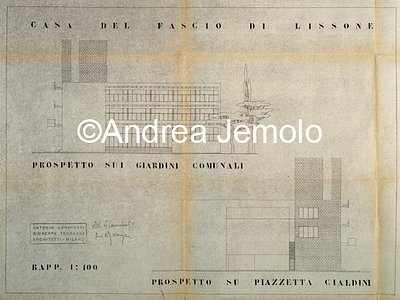 CASA DEL FASCIO DI LISSONE
©Andrea Jemolo
PROSPETTO SUI GIARDINI COMUNALI
ANTONIO CARMINATI
GIUSEPPE TERRAGNI
ARCHITETTI - MILANO
RAPP. 1:100
PROSPETTO SU PIAZZETTA CIALDINI